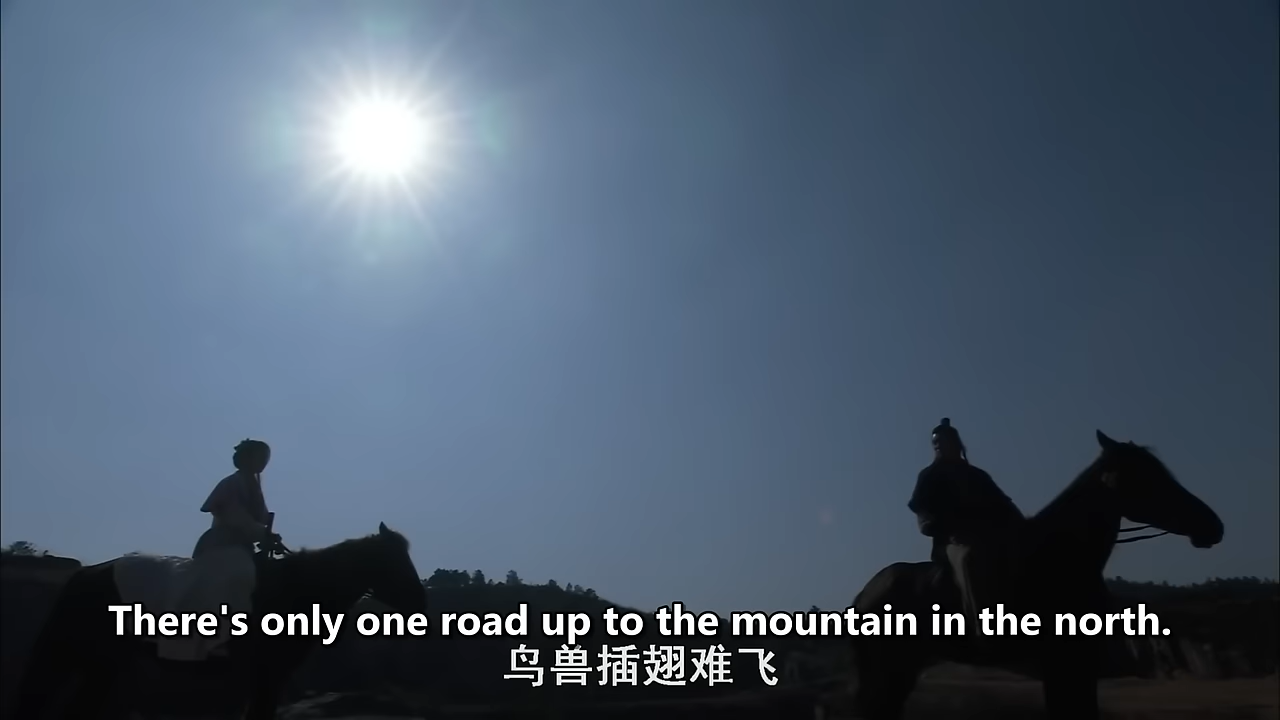 There's only one road up to the mountain in the north.
鸟兽插翅难飞